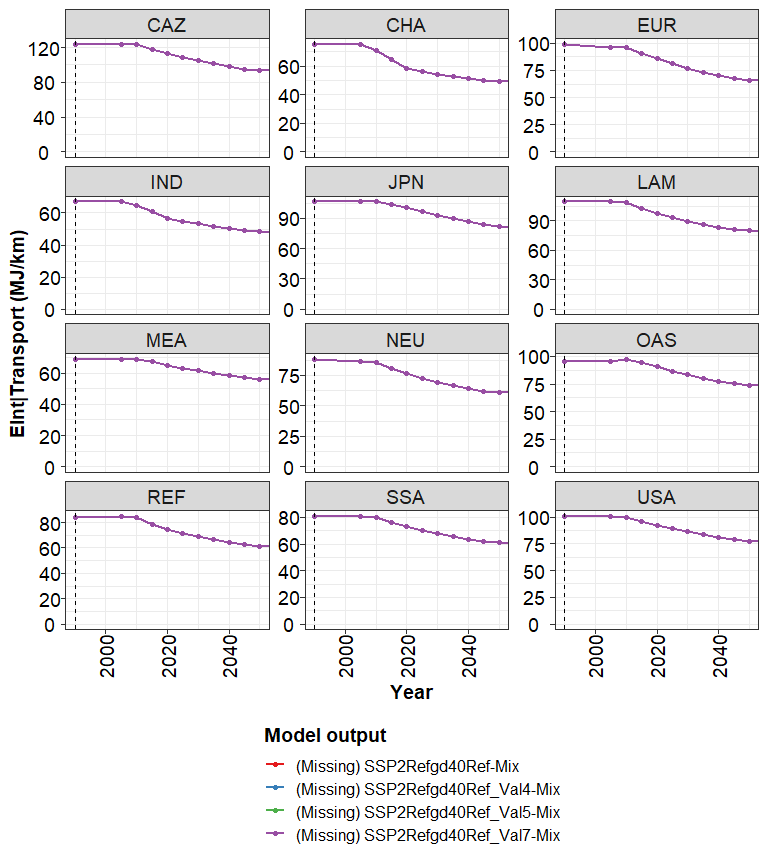 CAZ CHA EUR
120 80 40 0
60 40 20 0
100 75 50 25 0
IND JPN LAM
60 40 20 0
90 60 30 0
90 60 30 0
MEA NEU OAS
60 40 20 0
75 50 25 0
100 75 50 25 0
REF SSA USA
80 60 40 20 0
80 60 40 20 0
100 75 50 25 0
EInt|Transport (MJ/km)
2000 2020 2040 2000 2020 2040 2000 2020 2040
Year
Model output
(Missing) SSP2Refgd40Ref-Mix
(Missing) SSP2Refgd40Ref_Val4-Mix
(Missing) SSP2Refgd40Ref_Val5-Mix
(Missing) SSP2Refgd40Ref_Val7-Mix